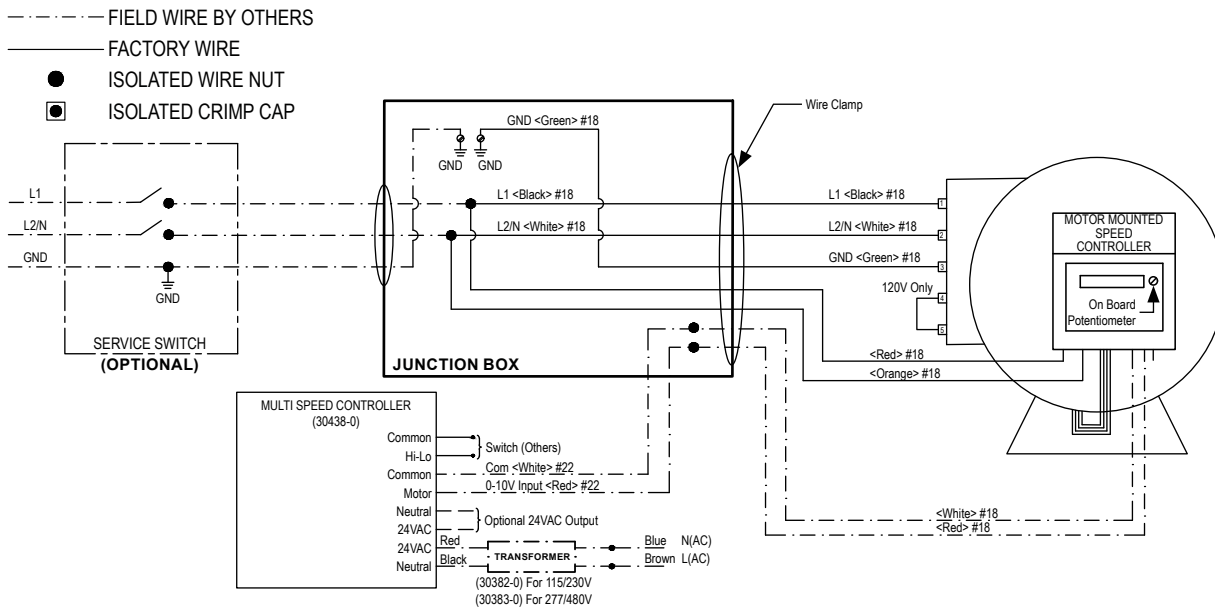 FIELD WIRE BY OTHERS
FACTORY WIRE
ISOLATED WIRE NUT
ISOLATED CRIMP CAP
L1
L2/N
GND
GND
SERVICE SWITCH
(OPTIONAL)
GND <Green> #18
GND
GND
L1 <Black> #18
L2/N <White> #18
JUNCTION BOX
Wire Clamp
L1 <Black> #18
L2/N <White> #18
GND <Green> #18
120V Only
1
2
3
4
5
<Red> #18
<Orange> #18
MOTOR MOUNTED
SPEED
CONTROLLER
On Board
Potentiometer
MULTI SPEED CONTROLLER
(30438-0)
Common
Hi-Lo
Switch (Others)
Common
Com <White> #22
Motor
0-10V Input <Red> #22
Neutral
24VAC
Optional 24VAC Output
24VAC
Red
Neutral
Black
TRANSFORMER
Blue N(AC)
Brown L(AC)
(30382-0) For 115/230V
(30383-0) For 277/480V
<White> #18
<Red> #18